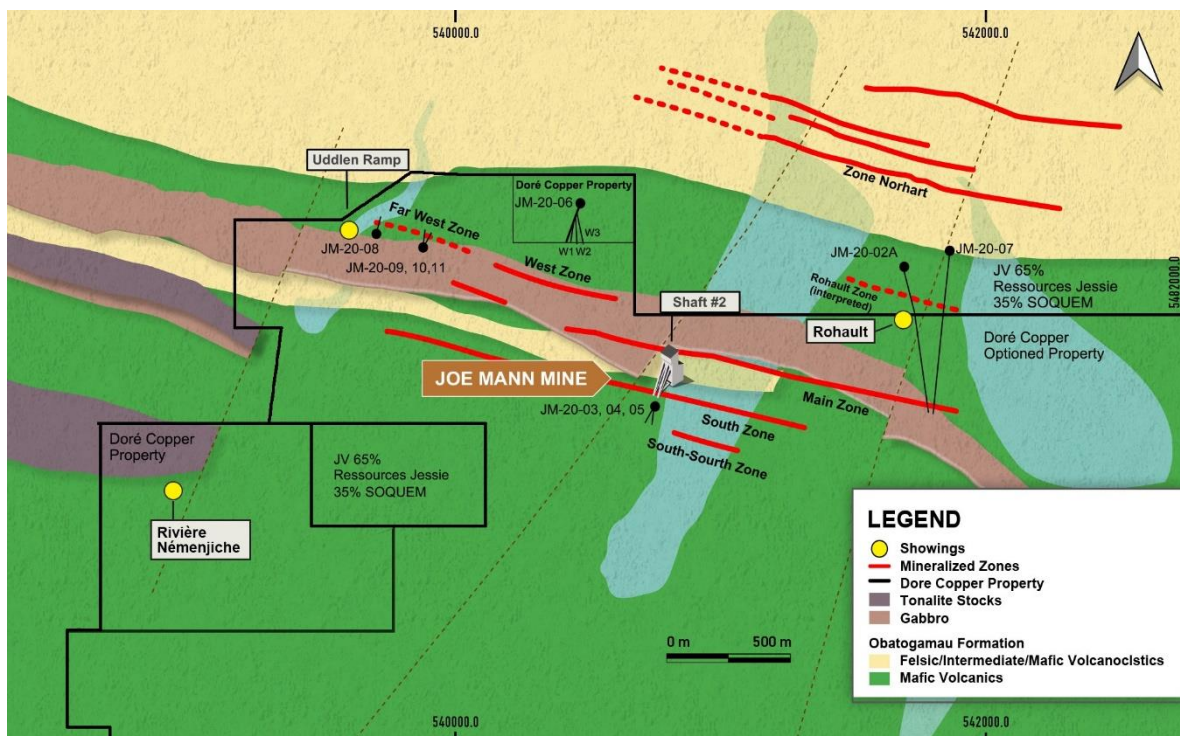 540000.0
542000.0
Uddlen Ramp
Doré Copper Property
JM-20-06
W3
W1 W2
Far West Zone
JM-20-08
JM-20-09, 10,11
West Zone
Zone Norhart
JM-20-02A
JM-20-07
JV 65%
Ressources Jessie
35% SOQUEM
5482000.0
Rohault Zone
(interpreted)
Shaft #2
Rohault
Doré Copper
Optioned Property
JOE MANN MINE
Main Zone
JM-20-03, 04, 05
South Zone
South-Sourth Zone
Doré Copper
Property
JV 65%
Ressources Jessie
35% SOQUEM
Rivière
Némenjiche
LEGEND
Showings
Mineralized Zones
Dore Copper Property
Tonalite Stocks
Gabbro
Obatogamau Formation
Felsic/Intermediate/Mafic Volcanoclstics
Mafic Volcanics
0 m 500 m
540000.0
542000.0